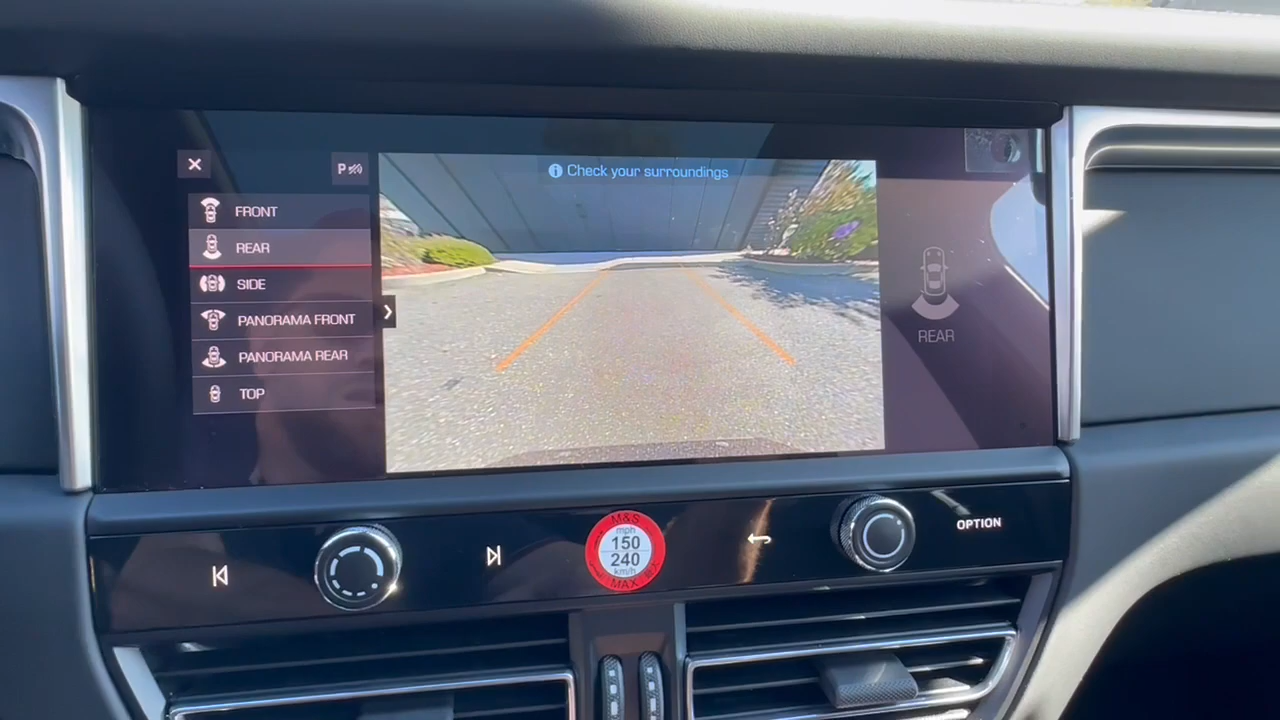 P
Check your surroundings
FRONT
REAR
SIDE
PANORAMA FRONT
PANORAMA REAR
TOP
REAR
OPTION
M&S
mph
150
240
km/h
MAX